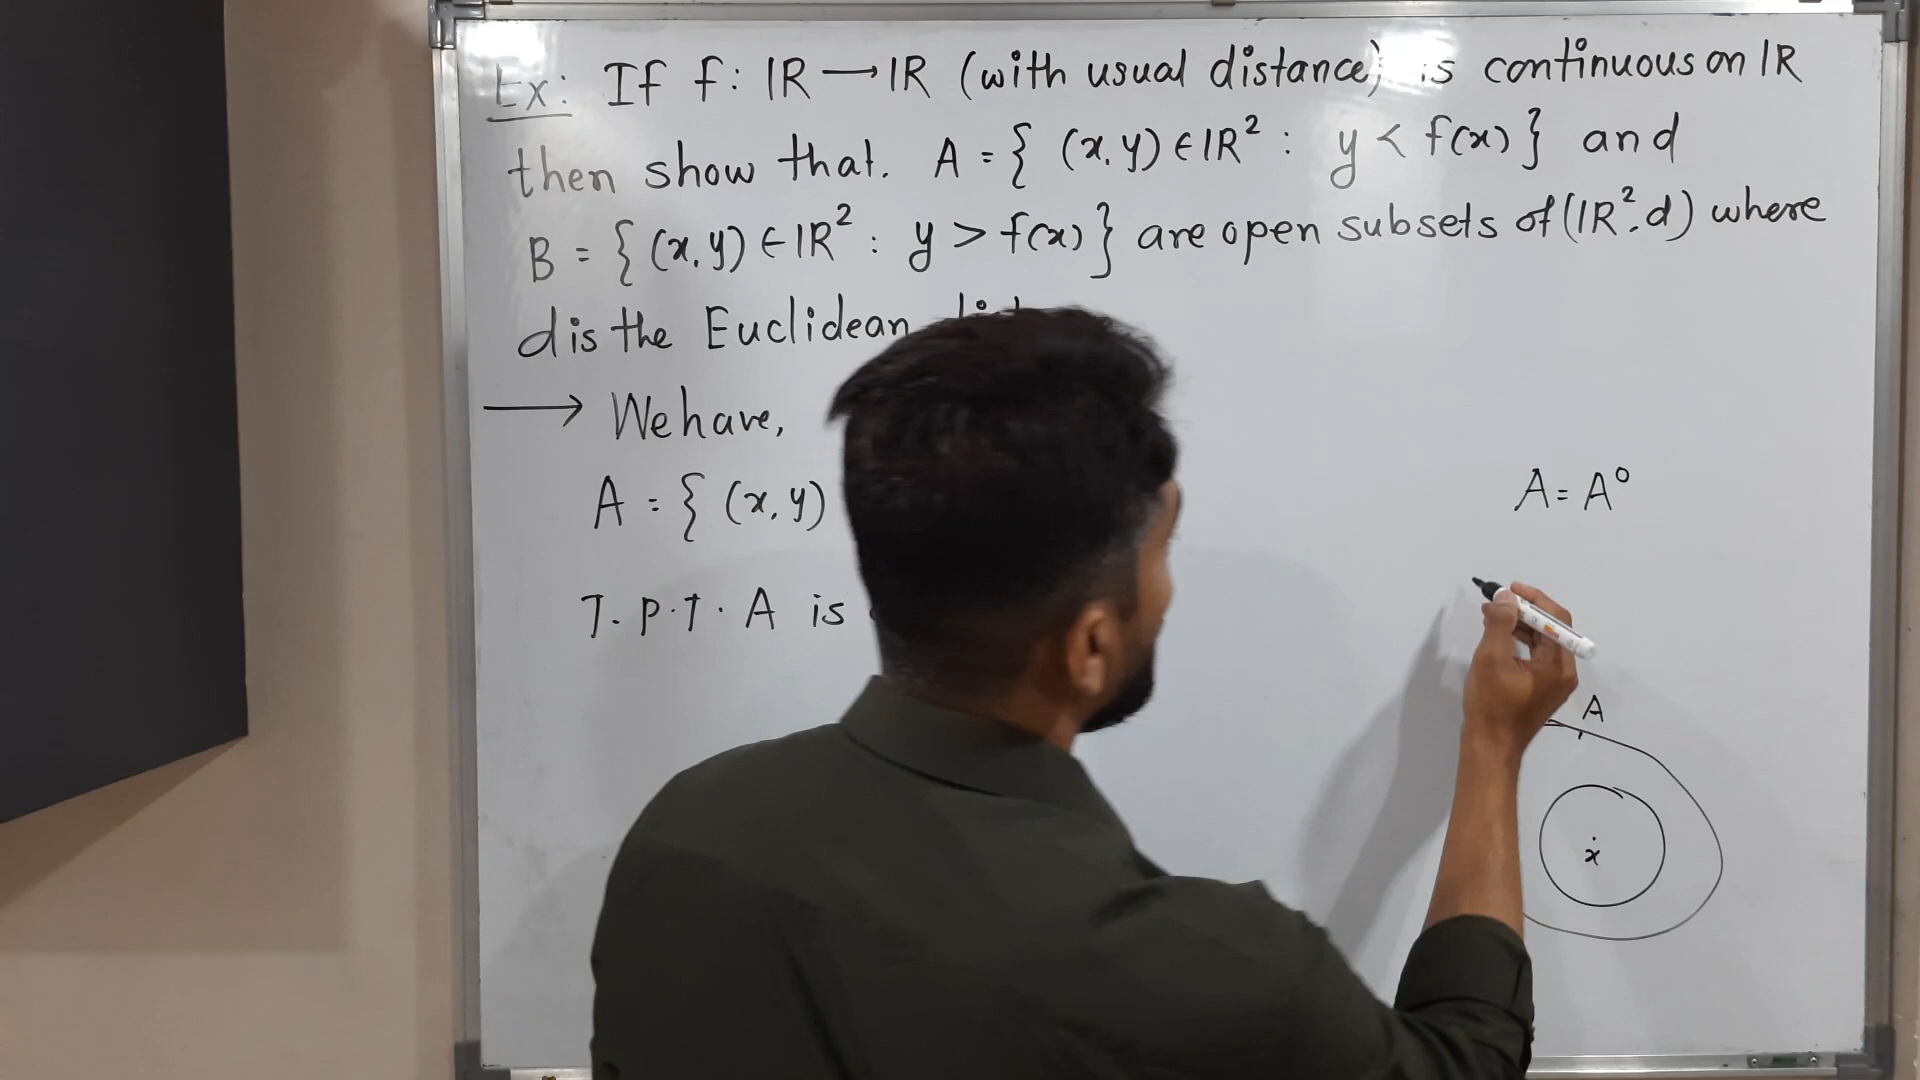 Ex: If f: IR → IR (with usual distance) is continuous on IR
then show that. A = { (x, y) ∈ IR² : y < f(x) } and
B = { (x, y) ∈ IR² : y > f(x) } are open subsets of (IR², d) where
d is the Euclidean
→ We have,
A = { (x, y)
T. P. T. A is
A = A°
A
x